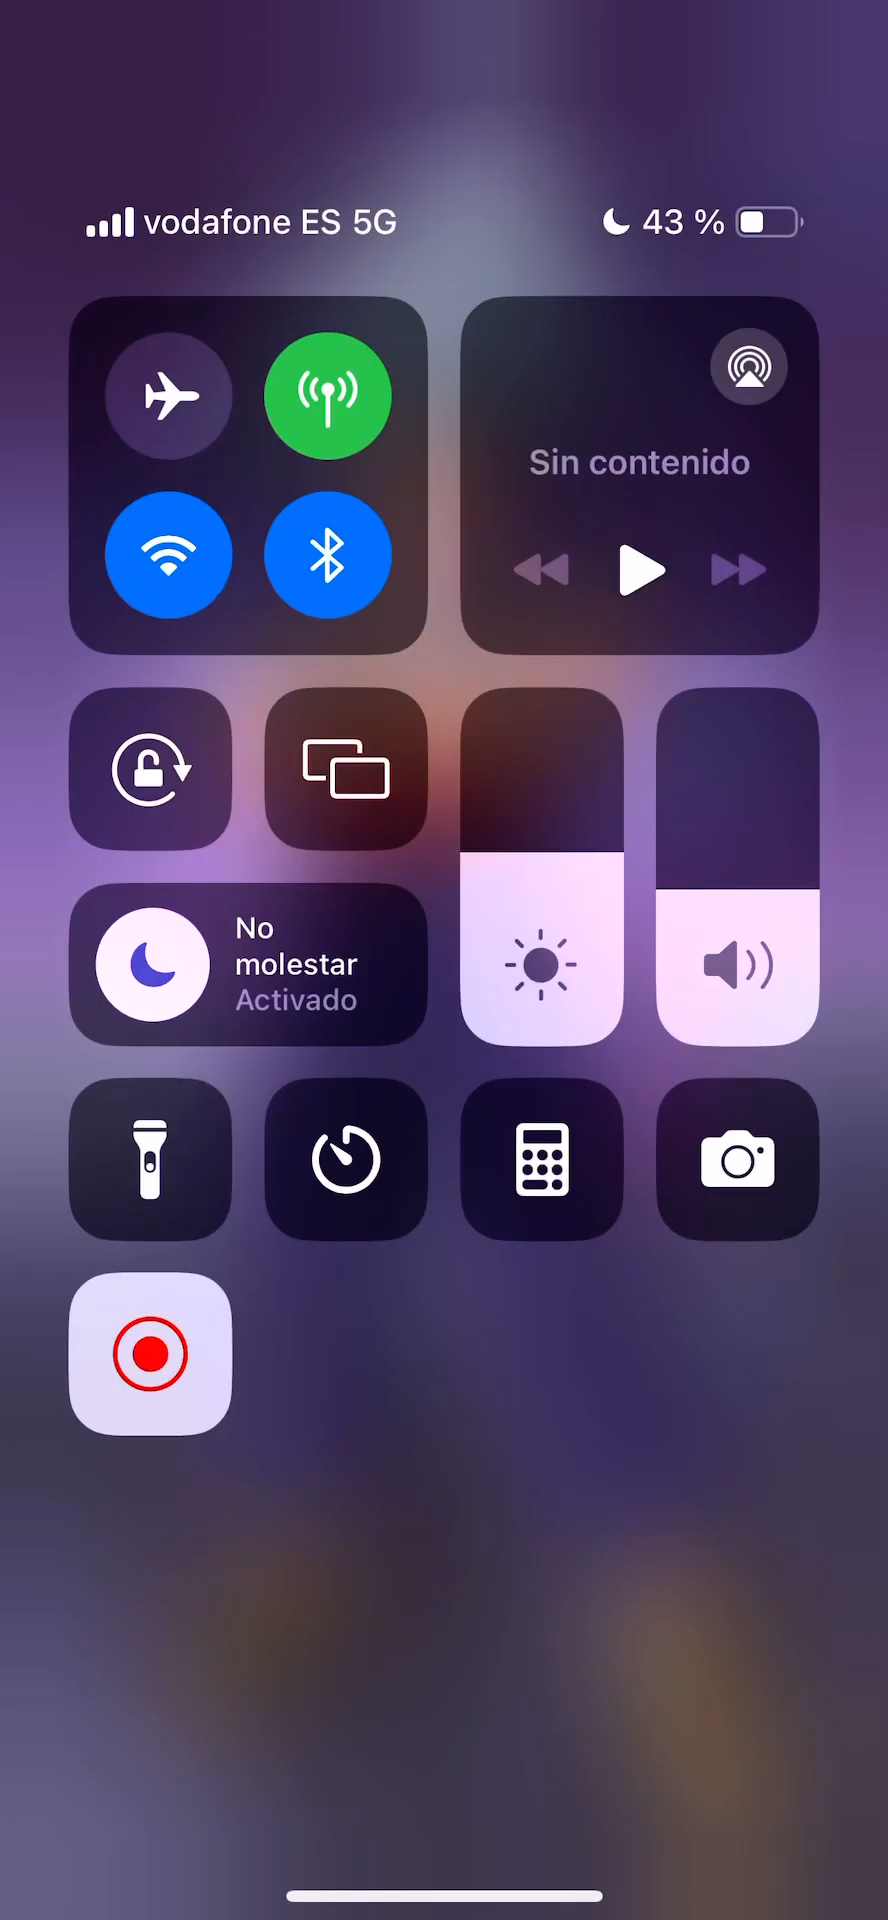 vodafone ES 5G
43 %
Sin contenido
No
molestar
Activado